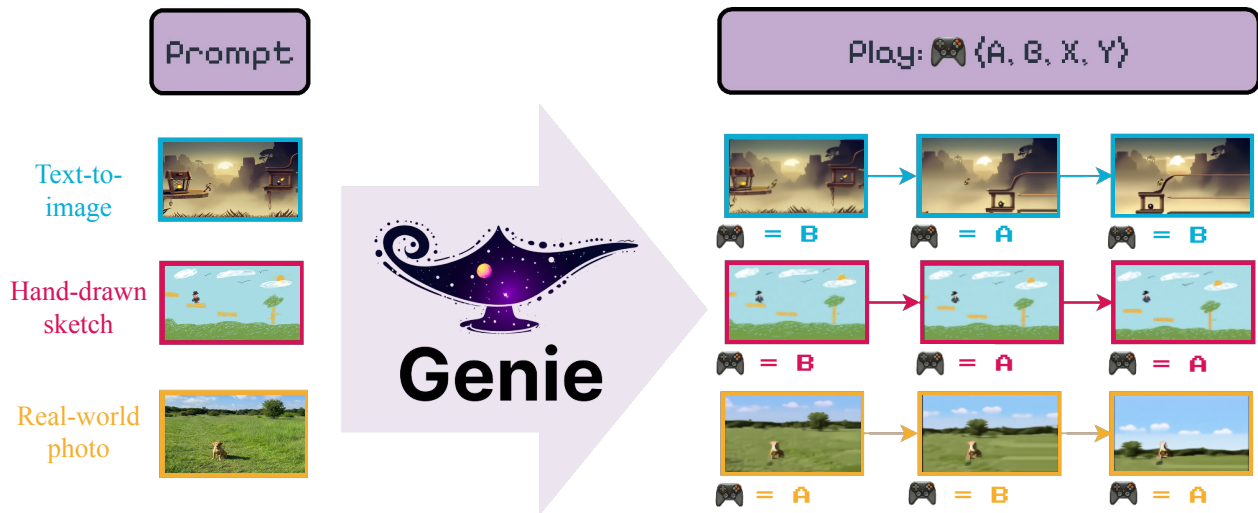 Prompt
Play: {A, B, X, Y}
Text-to-
image
= B
= A
= B
Hand-drawn
sketch
= B
= A
= A
Real-world
photo
= A
= B
= A
Genie